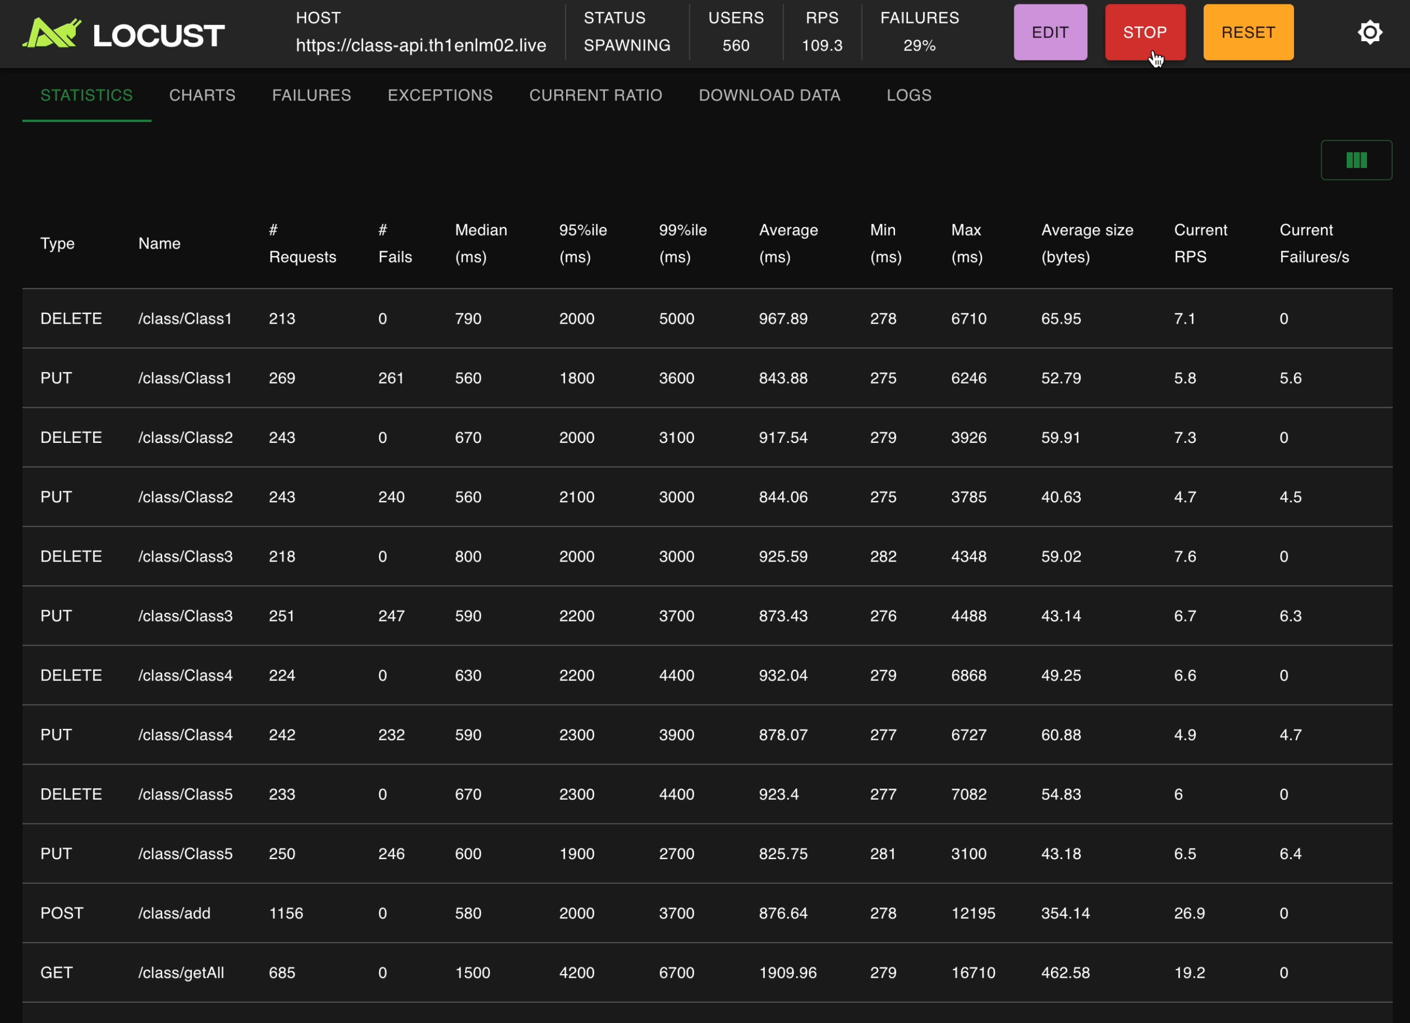 LOCUST
HOST
https://class-api.th1enlm02.live
STATUS
SPAWNING
USERS
560
RPS
109.3
FAILURES
29%
EDIT
STOP
RESET
STATISTICS CHARTS FAILURES EXCEPTIONS CURRENT RATIO DOWNLOAD DATA LOGS
Type Name # Requests # Fails Median (ms) 95%ile (ms) 99%ile (ms) Average (ms) Min (ms) Max (ms) Average size (bytes) Current RPS Current Failures/s
DELETE /class/Class1 213 0 790 2000 5000 967.89 278 6710 65.95 7.1 0
PUT /class/Class1 269 261 560 1800 3600 843.88 275 6246 52.79 5.8 5.6
DELETE /class/Class2 243 0 670 2000 3100 917.54 279 3926 59.91 7.3 0
PUT /class/Class2 243 240 560 2100 3000 844.06 275 3785 40.63 4.7 4.5
DELETE /class/Class3 218 0 800 2000 3000 925.59 282 4348 59.02 7.6 0
PUT /class/Class3 251 247 590 2200 3700 873.43 276 4488 43.14 6.7 6.3
DELETE /class/Class4 224 0 630 2200 4400 932.04 279 6868 49.25 6.6 0
PUT /class/Class4 242 232 590 2300 3900 878.07 277 6727 60.88 4.9 4.7
DELETE /class/Class5 233 0 670 2300 4400 923.4 277 7082 54.83 6 0
PUT /class/Class5 250 246 600 1900 2700 825.75 281 3100 43.18 6.5 6.4
POST /class/add 1156 0 580 2000 3700 876.64 278 12195 354.14 26.9 0
GET /class/getAll 685 0 1500 4200 6700 1909.96 279 16710 462.58 19.2 0